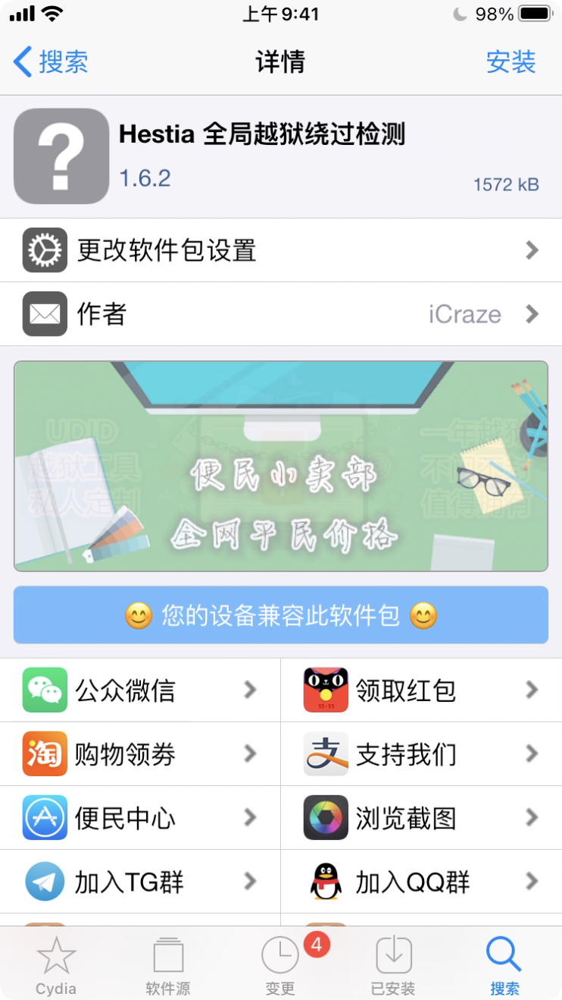 上午9:41
98%
搜索
详情
安装
Hestia 全局越狱绕过检测
1.6.2
1572 kB
更改软件包设置
作者
iCraze
UDID
越狱工具
私人定制
一年越狱
便民小卖部
全网平民价格
您的设备兼容此软件包
公众微信
领取红包
11-11
淘
购物领券
支
支持我们
便民中心
浏览截图
加入TG群
加入QQ群
4
Cydia
软件源
变更
已安装
搜索